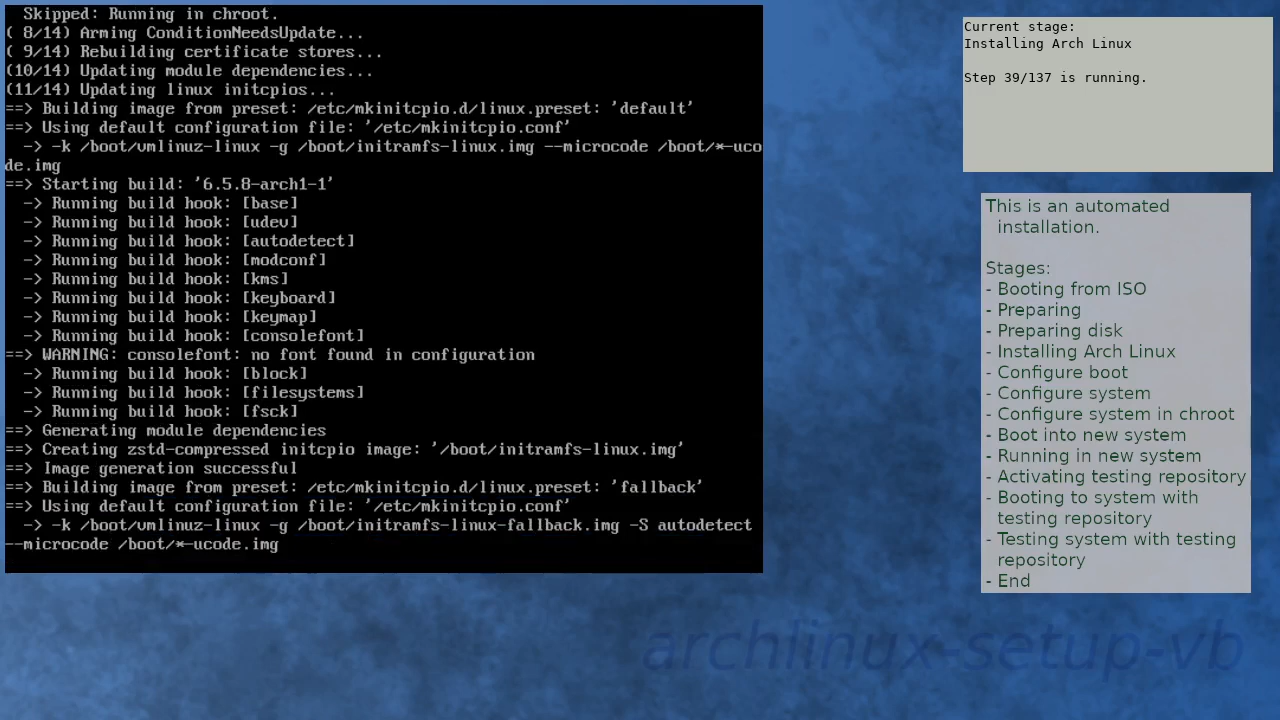 Skipped: Running in chroot.
( 8/14) Arming ConditionNeedsUpdate...
( 9/14) Rebuilding certificate stores...
(10/14) Updating module dependencies...
(11/14) Updating linux initcpios...
==> Building image from preset: /etc/mkinitcpio.d/linux.preset: 'default'
==> Using default configuration file: '/etc/mkinitcpio.conf'
  -> -k /boot/vmlinuz-linux -g /boot/initramfs-linux.img --microcode /boot/*-uco
de.img
==> Starting build: '6.5.8-arch1-1'
  -> Running build hook: [base]
  -> Running build hook: [udev]
  -> Running build hook: [autodetect]
  -> Running build hook: [modconf]
  -> Running build hook: [kms]
  -> Running build hook: [keyboard]
  -> Running build hook: [keymap]
  -> Running build hook: [consolefont]
==> WARNING: consolefont: no font found in configuration
  -> Running build hook: [block]
  -> Running build hook: [filesystems]
  -> Running build hook: [fsck]
==> Generating module dependencies
==> Creating zstd-compressed initcpio image: '/boot/initramfs-linux.img'
==> Image generation successful
==> Building image from preset: /etc/mkinitcpio.d/linux.preset: 'fallback'
==> Using default configuration file: '/etc/mkinitcpio.conf'
  -> -k /boot/vmlinuz-linux -g /boot/initramfs-linux-fallback.img -S autodetect
--microcode /boot/*-ucode.img
Current stage:
Installing Arch Linux
Step 39/137 is running.
This is an automated
installation.
Stages:
- Booting from ISO
- Preparing
- Preparing disk
- Installing Arch Linux
- Configure boot
- Configure system
- Configure system in chroot
- Boot into new system
- Running in new system
- Activating testing repository
- Booting to system with
testing repository
- Testing system with testing
repository
- End
archlinux-setup-vb